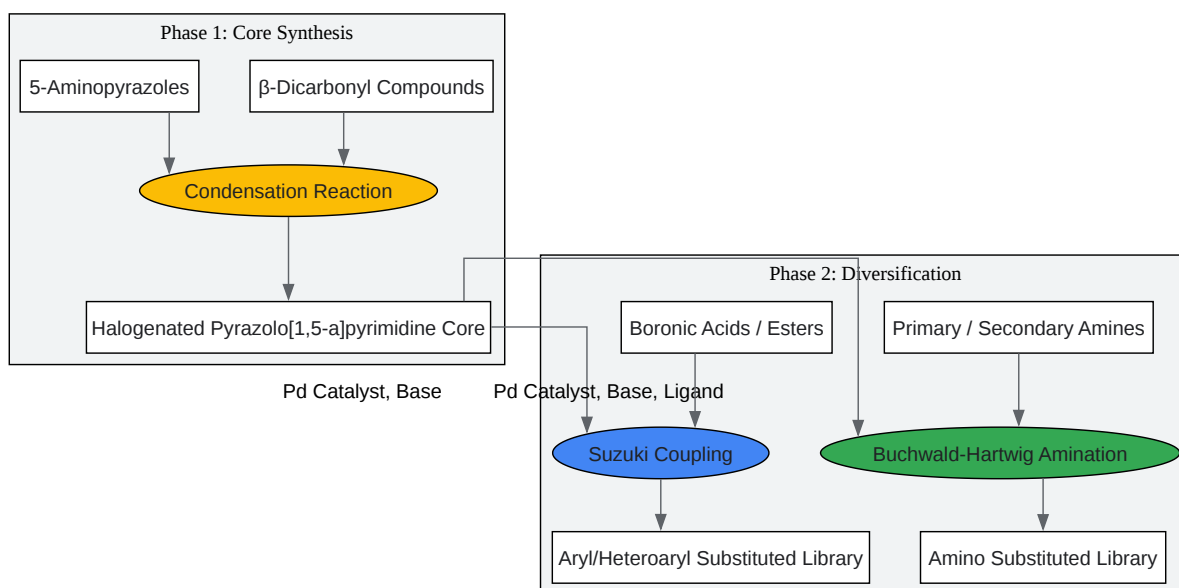 Phase 1: Core Synthesis
5-Aminopyrazoles
β-Dicarbonyl Compounds
Condensation Reaction
Halogenated Pyrazolo[1,5-a]pyrimidine Core
Phase 2: Diversification
Boronic Acids / Esters
Primary / Secondary Amines
Pd Catalyst, Base
Pd Catalyst, Base, Ligand
Suzuki Coupling
Buchwald-Hartwig Amination
Aryl/Heteroaryl Substituted Library
Amino Substituted Library